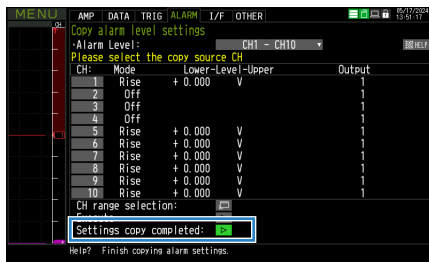 MENU AMP DATA TRIG ALARM I/F OTHER 05/17/2024 13:51:17
CH
Copy alarm level settings
·Alarm Level: CH1 - CH10 HELP
Please select the copy source CH
CH: Mode Lower-Level-Upper Output
1 Rise + 0.000 V 1
2 Off 1
3 Off 1
4 Off 1
5 Rise + 0.000 V 1
6 Rise + 0.000 V 1
7 Rise + 0.000 V 1
8 Rise + 0.000 V 1
9 Rise + 0.000 V 1
10 Rise + 0.000 V 1
CH range selection:
Settings copy completed:
Help? Finish copying alarm settings.